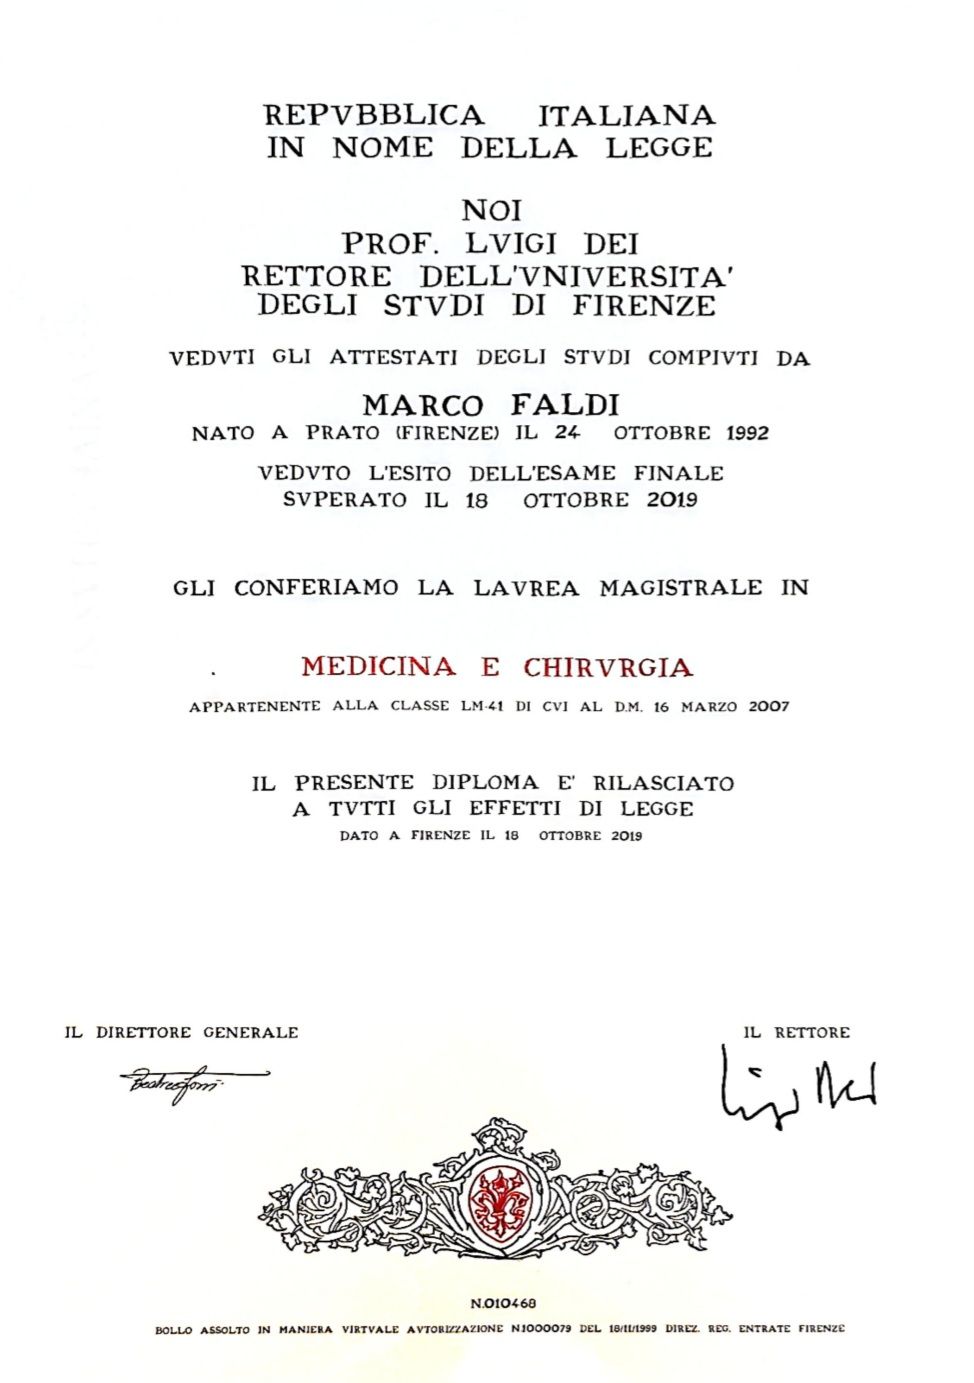 REPVBBLICA ITALIANA
IN NOME DELLA LEGGE
NOI
PROF. LVIGI DEI
RETTORE DELL'VNIVERSITA'
DEGLI STVDI DI FIRENZE
VEDVTI GLI ATTESTATI DEGLI STVDI COMPIVTI DA
MARCO FALDI
NATO A PRATO (FIRENZE) IL 24 OTTOBRE 1992
VEDVTO L'ESITO DELL'ESAME FINALE
SVPERATO IL 18 OTTOBRE 2019
GLI CONFERIAMO LA LAVREA MAGISTRALE IN
MEDICINA E CHIRVRGIA
APPARTENENTE ALLA CLASSE LM-41 DI CVI AL D.M. 16 MARZO 2007
IL PRESENTE DIPLOMA E' RILASCIATO
A TVTTI GLI EFFETTI DI LEGGE
DATO A FIRENZE IL 18 OTTOBRE 2019
IL DIRETTORE GENERALE
IL RETTORE
Luigi Dei
N.010468
BOLLO ASSOLTO IN MANIERA VIRTVALE AVTORIZZAZIONE N.1000079 DEL 18/11/1999 DIREZ. REG. ENTRATE FIRENZE